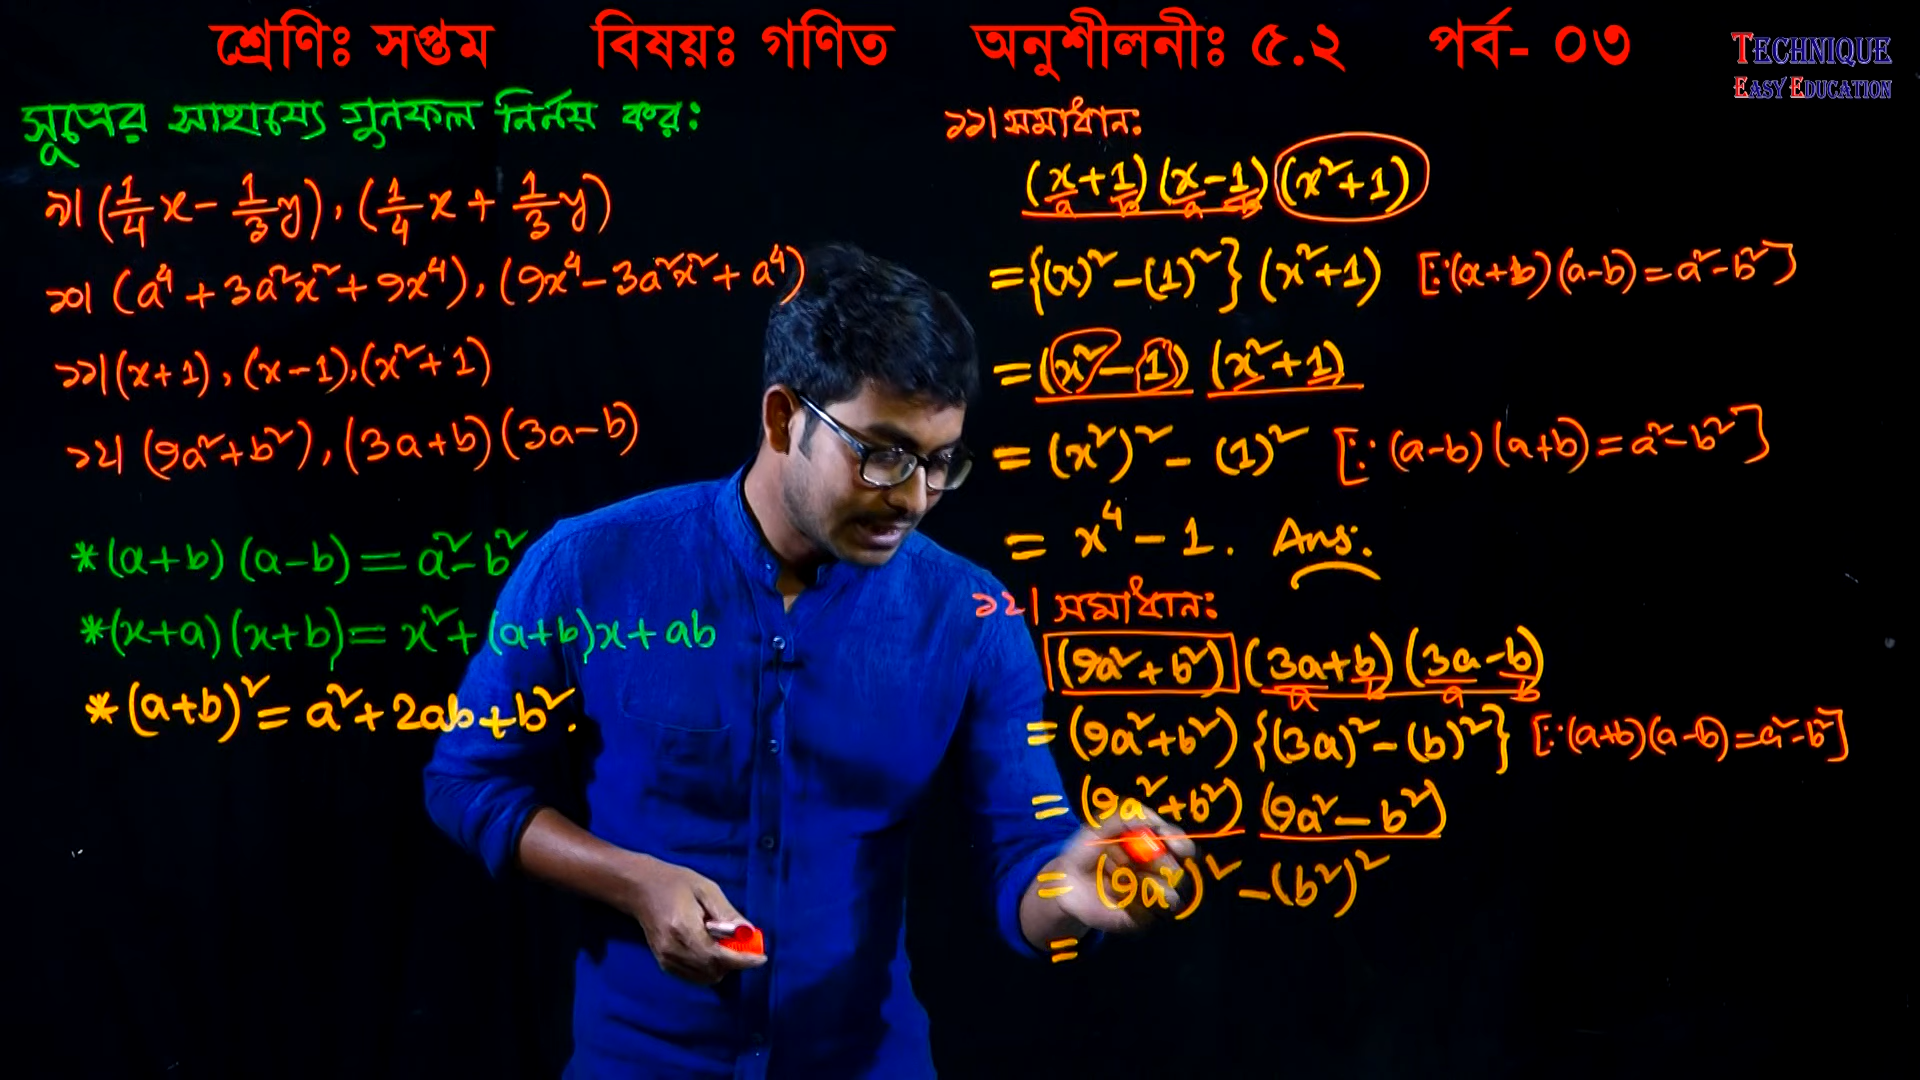 শ্রেণিঃ সপ্তম বিষয়ঃ গণিত অনুশীলনীঃ ৫.২ পর্ব- ০৩
TECHNIQUE
EASY EDUCATION
সূত্রের সাহায্যে গুনফল নির্নয় কর:
৯। (1/4 x - 1/3 y), (1/4 x + 1/3 y)
১০। (a⁴ + 3a²x² + 9x⁴), (9x⁴ - 3a²x² + a⁴)
১১। (x+1), (x-1), (x²+1)
১২। (9a²+b²), (3a+b) (3a-b)
* (a+b) (a-b) = a² - b²
* (x+a) (x+b) = x² + (a+b)x + ab
* (a+b)² = a² + 2ab + b².
১১। সমাধান:
(x+1) (x-1) (x²+1)
a b a b
= {(x)² - (1)²} (x²+1) [∵ (a+b) (a-b) = a² - b²]
= (x² - 1) (x² + 1)
= (x²)² - (1)² [∵ (a-b) (a+b) = a² - b²]
= x⁴ - 1. Ans.
১২। সমাধান:
(9a² + b²) (3a+b) (3a-b)
a b a b
= (9a²+b²) {(3a)² - (b)²} [∵ (a+b) (a-b) = a² - b²]
= (9a²+b²) (9a² - b²)
= (9a²)² - (b²)²
=